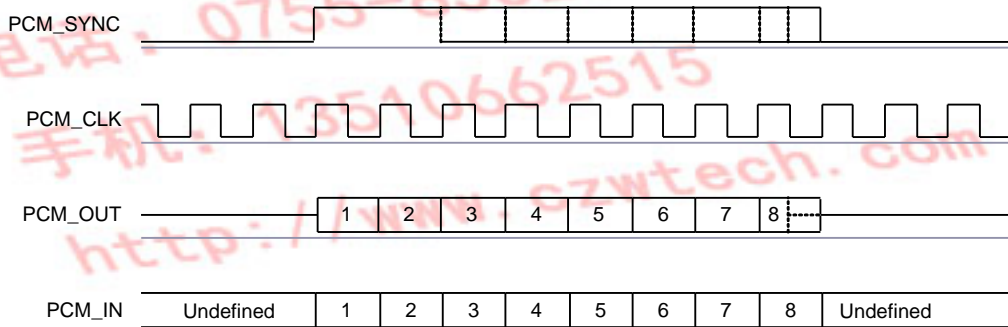 电话：0755-83
PCM_SYNC
手机：13510662515
PCM_CLK
http://www.czwtech.com
PCM_OUT 1 2 3 4 5 6 7 8
PCM_IN Undefined 1 2 3 4 5 6 7 8 Undefined